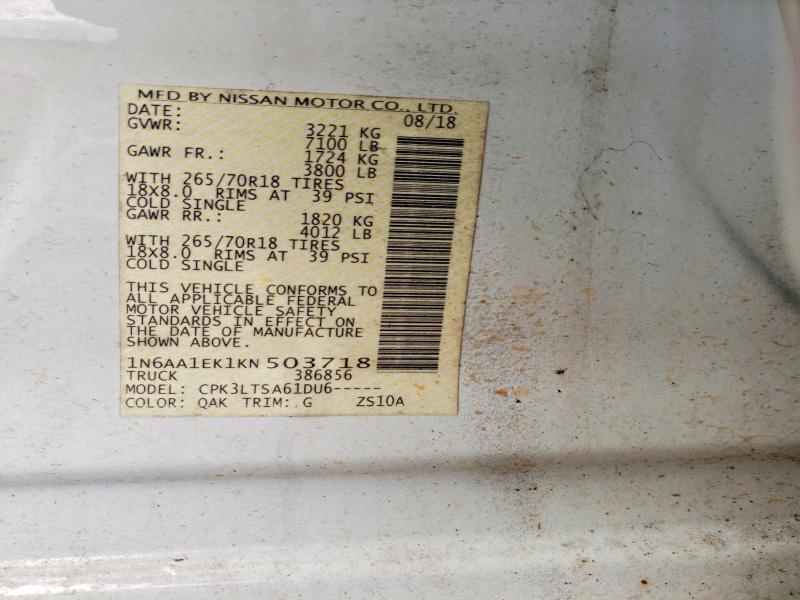 MFD BY NISSAN MOTOR CO., LTD.
DATE: 08/18
GVWR: 3221 KG
7100 LB
GAWR FR.: 1724 KG
3800 LB
WITH 265/70R18 TIRES
18X8.0 RIMS AT 39 PSI
COLD SINGLE
GAWR RR.: 1820 KG
4012 LB
WITH 265/70R18 TIRES
18X8.0 RIMS AT 39 PSI
COLD SINGLE
THIS VEHICLE CONFORMS TO
ALL APPLICABLE FEDERAL
MOTOR VEHICLE SAFETY
STANDARDS IN EFFECT ON
THE DATE OF MANUFACTURE
SHOWN ABOVE.
1N6AA1EK1KN503718
TRUCK 386856
MODEL: CPK3LTSA61DU6-----
COLOR: QAK TRIM: G ZS10A